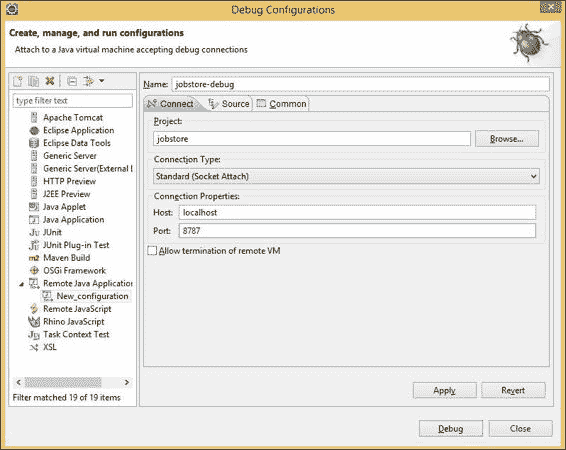 Debug Configurations
Create, manage, and run configurations
Attach to a Java virtual machine accepting debug connections
type filter text
Apache Tomcat
Eclipse Application
Eclipse Data Tools
Generic Server
Generic Server(External
HTTP Preview
J2EE Preview
Java Applet
Java Application
JUnit
JUnit Plug-in Test
Maven Build
OSGi Framework
Remote Java Application
New_configuration
Remote JavaScript
Rhino JavaScript
Task Context Test
XSL
Filter matched 19 of 19 items
Name: jobstore-debug
Connect Source Common
Project:
jobstore Browse...
Connection Type:
Standard (Socket Attach)
Connection Properties:
Host: localhost
Port: 8787
Allow termination of remote VM
Apply Revert
Debug Close